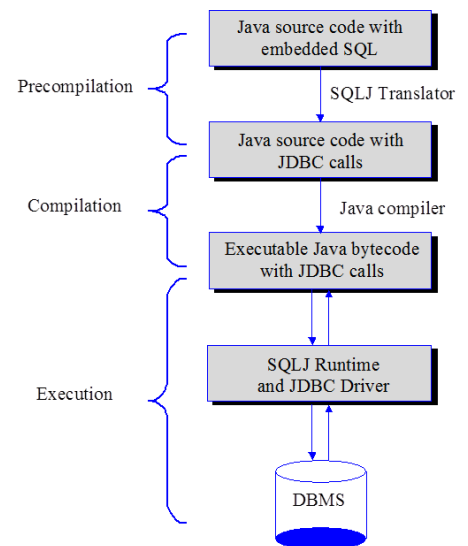 Java source code with
embedded SQL
Precompilation
SQLJ Translator
Java source code with
JDBC calls
Compilation
Java compiler
Executable Java bytecode
with JDBC calls
SQLJ Runtime
and JDBC Driver
Execution
DBMS